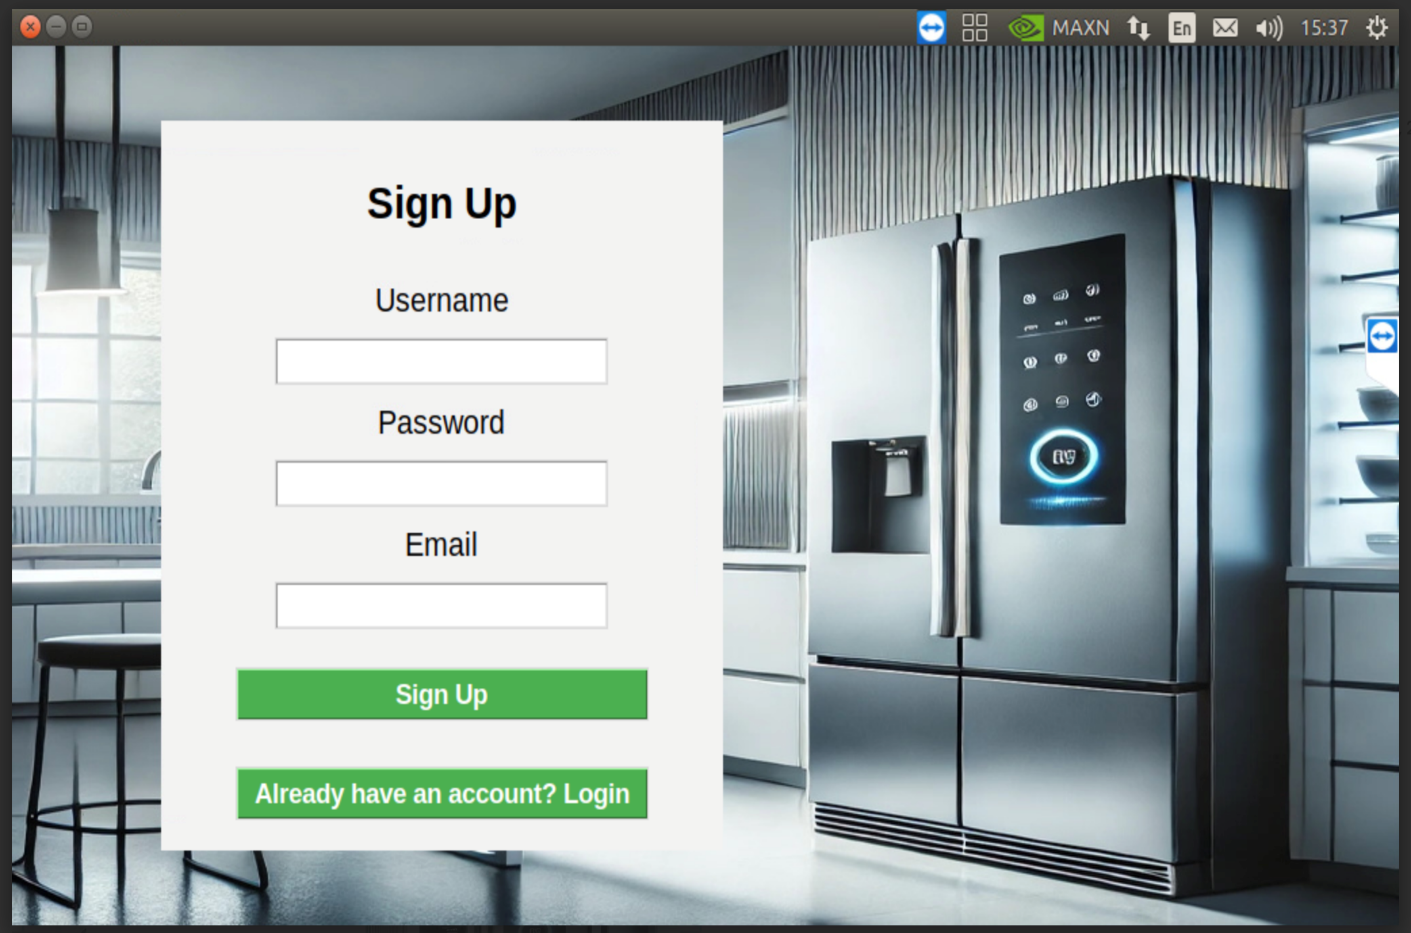 MAXN
En
15:37
Sign Up
Username
Password
Email
Sign Up
Already have an account? Login